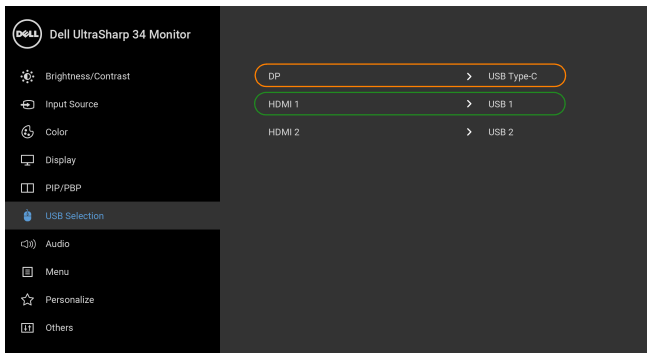 DELL Dell UltraSharp 34 Monitor
Brightness/Contrast
Input Source
Color
Display
PIP/PBP
USB Selection
Audio
Menu
Personalize
Others
DP > USB Type-C
HDMI 1 > USB 1
HDMI 2 > USB 2